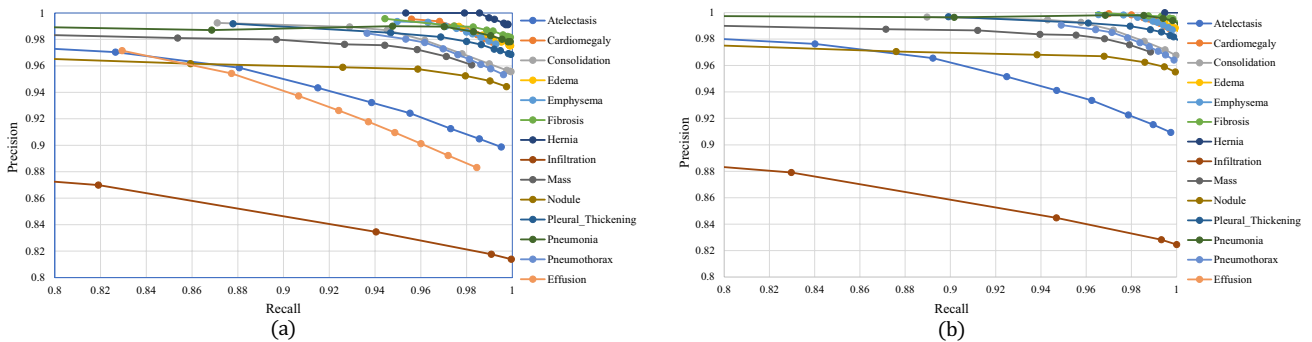 1
0.98
0.96
0.94
0.92
0.9
0.88
0.86
0.84
0.82
0.8
Precision
0.8 0.82 0.84 0.86 0.88 0.9 0.92 0.94 0.96 0.98 1
Recall
Atelectasis
Cardiomegaly
Consolidation
Edema
Emphysema
Fibrosis
Hernia
Infiltration
Mass
Nodule
Pleural_Thickening
Pneumonia
Pneumothorax
Effusion
(a)
1
0.98
0.96
0.94
0.92
0.9
0.88
0.86
0.84
0.82
0.8
Precision
0.8 0.82 0.84 0.86 0.88 0.9 0.92 0.94 0.96 0.98 1
Recall
Atelectasis
Cardiomegaly
Consolidation
Edema
Emphysema
Fibrosis
Hernia
Infiltration
Mass
Nodule
Pleural_Thickening
Pneumonia
Pneumothorax
Effusion
(b)